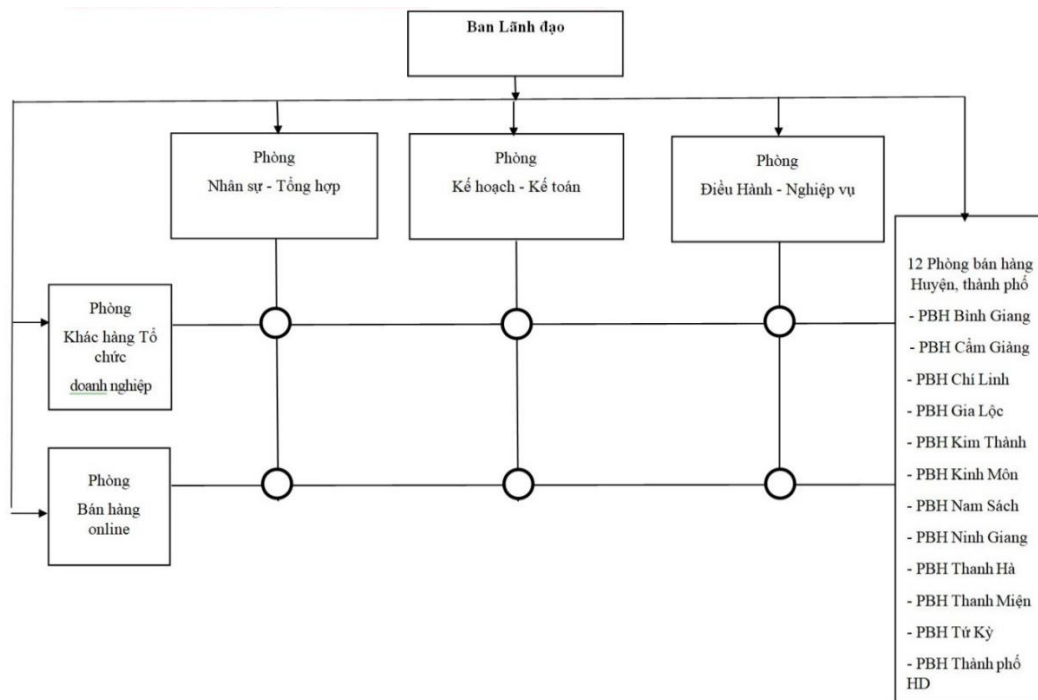 Ban Lãnh đạo
Phòng
Nhân sự - Tổng hợp
Phòng
Kế hoạch - Kế toán
Phòng
Điều Hành - Nghiệp vụ
Phòng
Khác hàng Tổ
chức
doanh nghiệp
Phòng
Bán hàng
online
12 Phòng bán hàng
Huyện, thành phố
- PBH Bình Giang
- PBH Cẩm Giàng
- PBH Chí Linh
- PBH Gia Lộc
- PBH Kim Thành
- PBH Kinh Môn
- PBH Nam Sách
- PBH Ninh Giang
- PBH Thanh Hà
- PBH Thanh Miện
- PBH Tứ Kỳ
- PBH Thành phố
HD